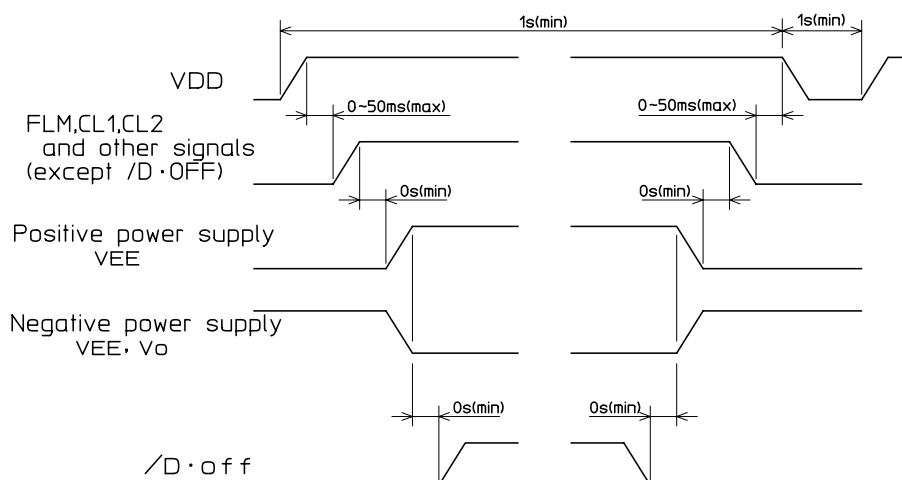 1s(min) 1s(min)
VDD
0~50ms(max) 0~50ms(max)
FLM,CL1,CL2
and other signals
(except /D·OFF)
0s(min) 0s(min)
Positive power supply
VEE
Negative power supply
VEE, Vo
0s(min) 0s(min)
/D·off